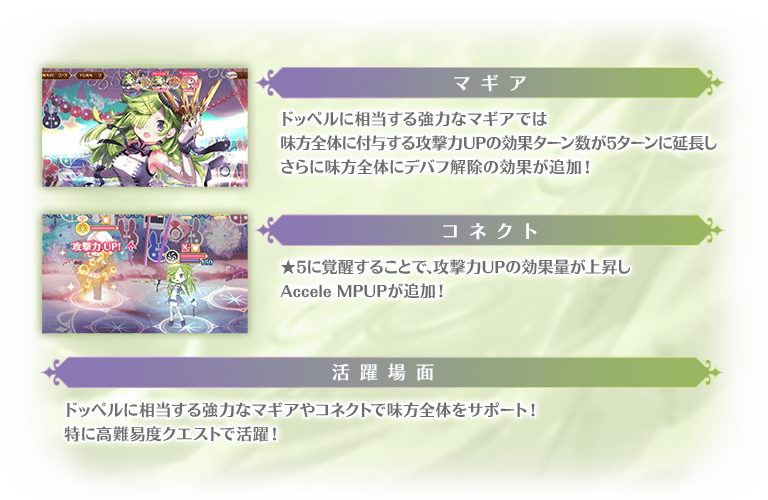 WAVE 2/3 TURN 2
マギア
ドッペルに相当する強力なマギアでは
味方全体に付与する攻撃力UPの効果ターン数が5ターンに延長し
さらに味方全体にデバフ解除の効果が追加！
攻撃力UP!
コネクト
★5に覚醒することで、攻撃力UPの効果量が上昇し
Accele MPUPが追加！
活躍場面
ドッペルに相当する強力なマギアやコネクトで味方全体をサポート！
特に高難易度クエストで活躍！